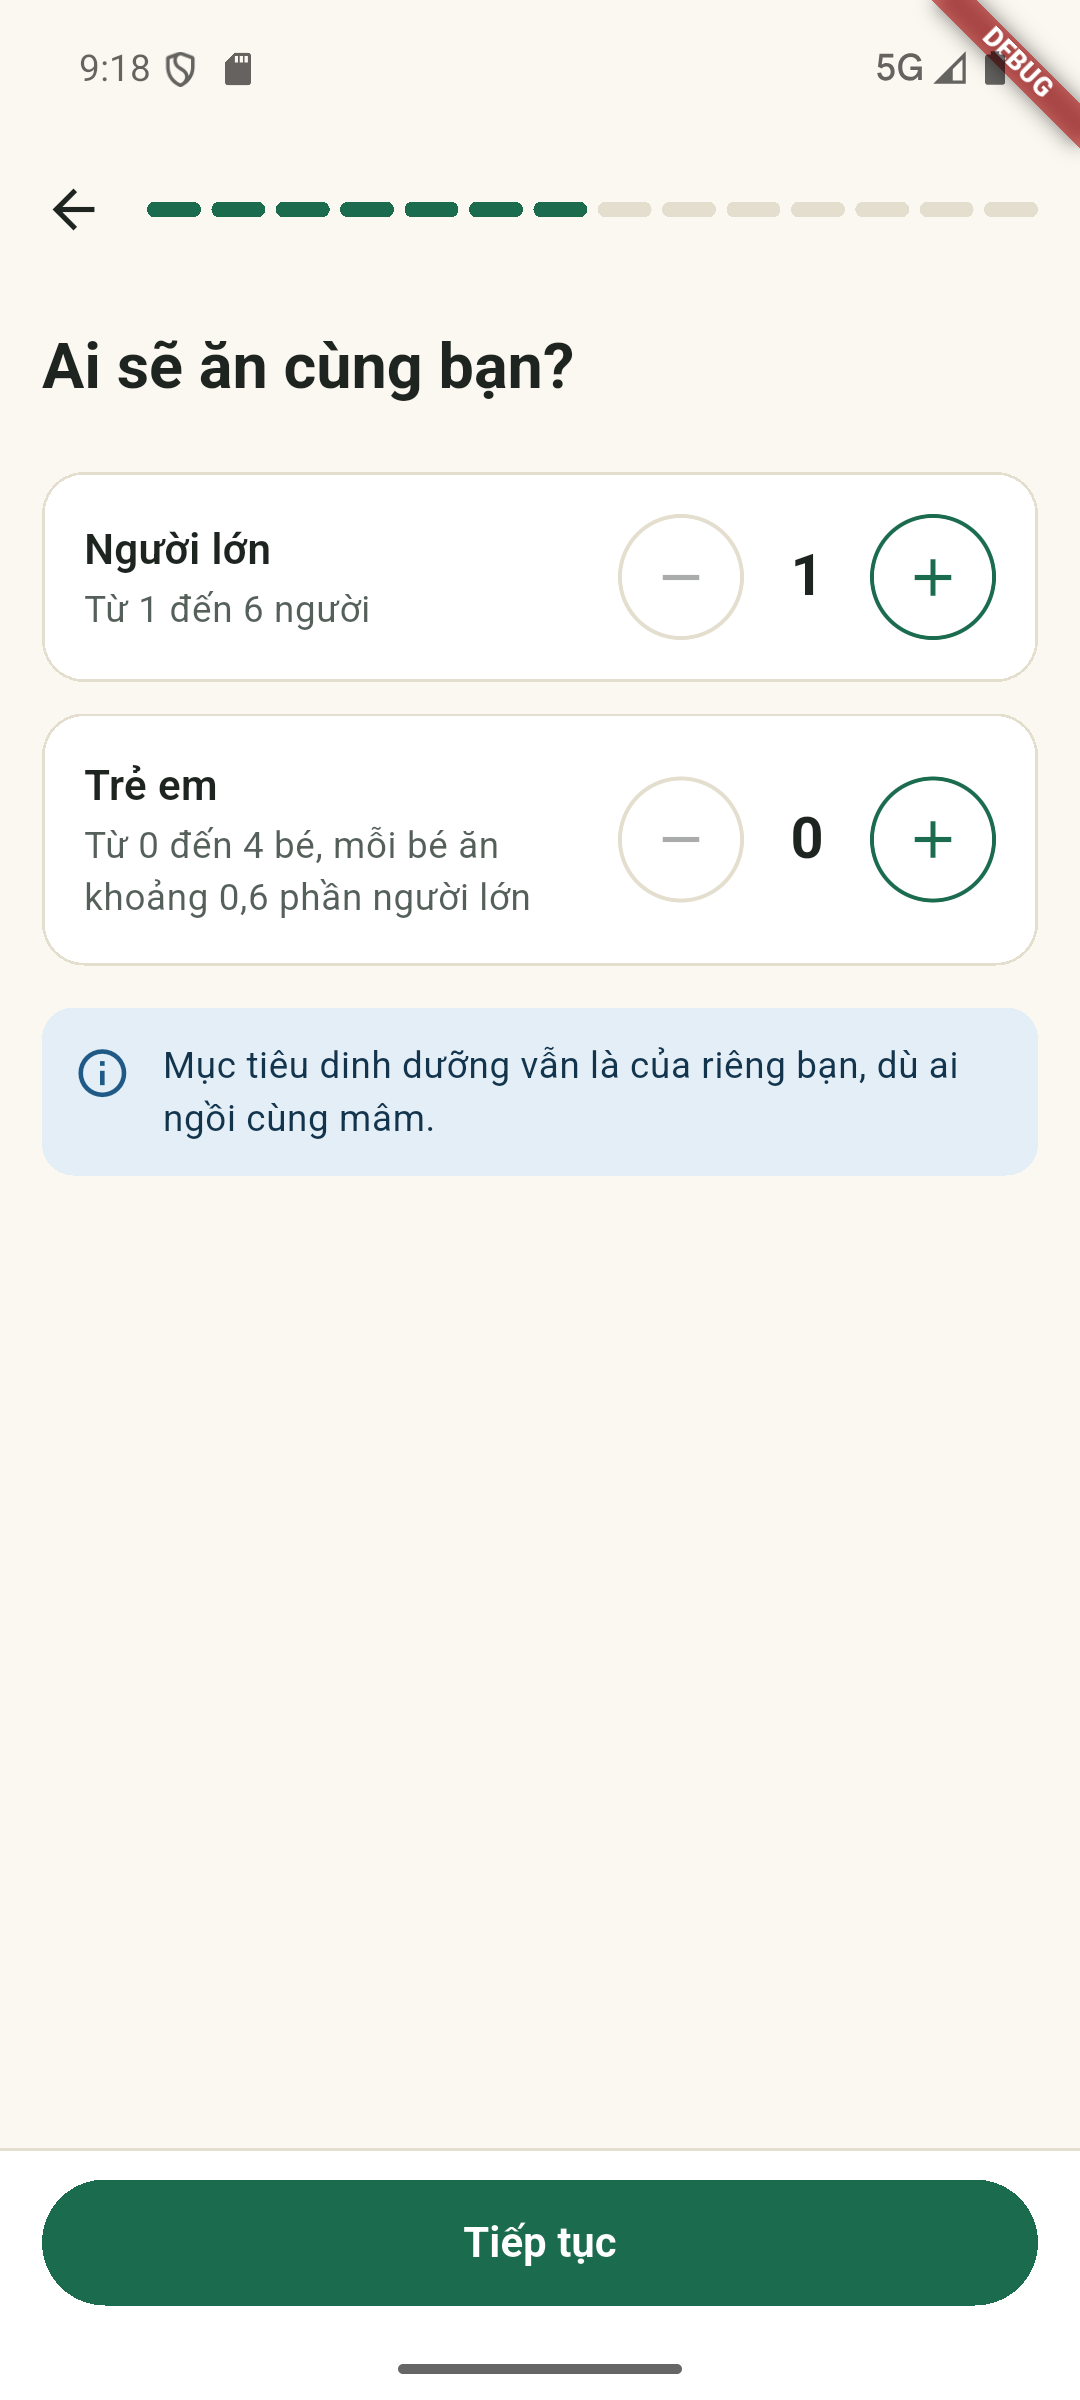 9:18
5G
DEBUG
Ai sẽ ăn cùng bạn?
Người lớn
Từ 1 đến 6 người
1
Trẻ em
Từ 0 đến 4 bé, mỗi bé ăn
khoảng 0,6 phần người lớn
0
Mục tiêu dinh dưỡng vẫn là của riêng bạn, dù ai
ngồi cùng mâm.
Tiếp tục